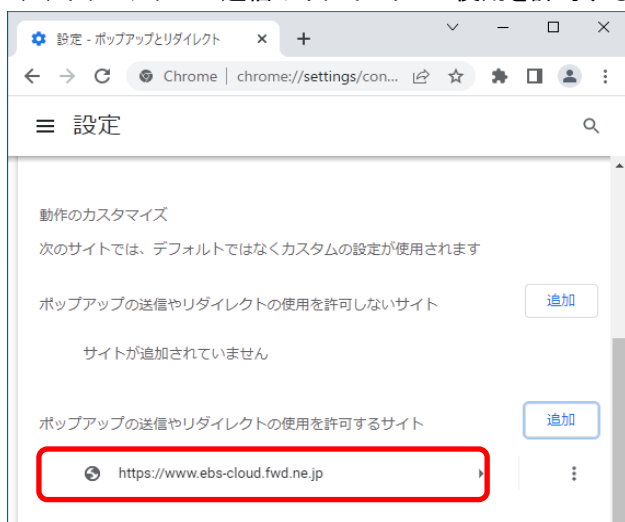 設定 - ポップアップとリダイレクト
Chrome | chrome://settings/con...
設定
動作のカスタマイズ
次のサイトでは、デフォルトではなくカスタムの設定が使用されます
ポップアップの送信やリダイレクトの使用を許可しないサイト
追加
サイトが追加されていません
ポップアップの送信やリダイレクトの使用を許可するサイト
追加
https://www.ebs-cloud.fwd.ne.jp